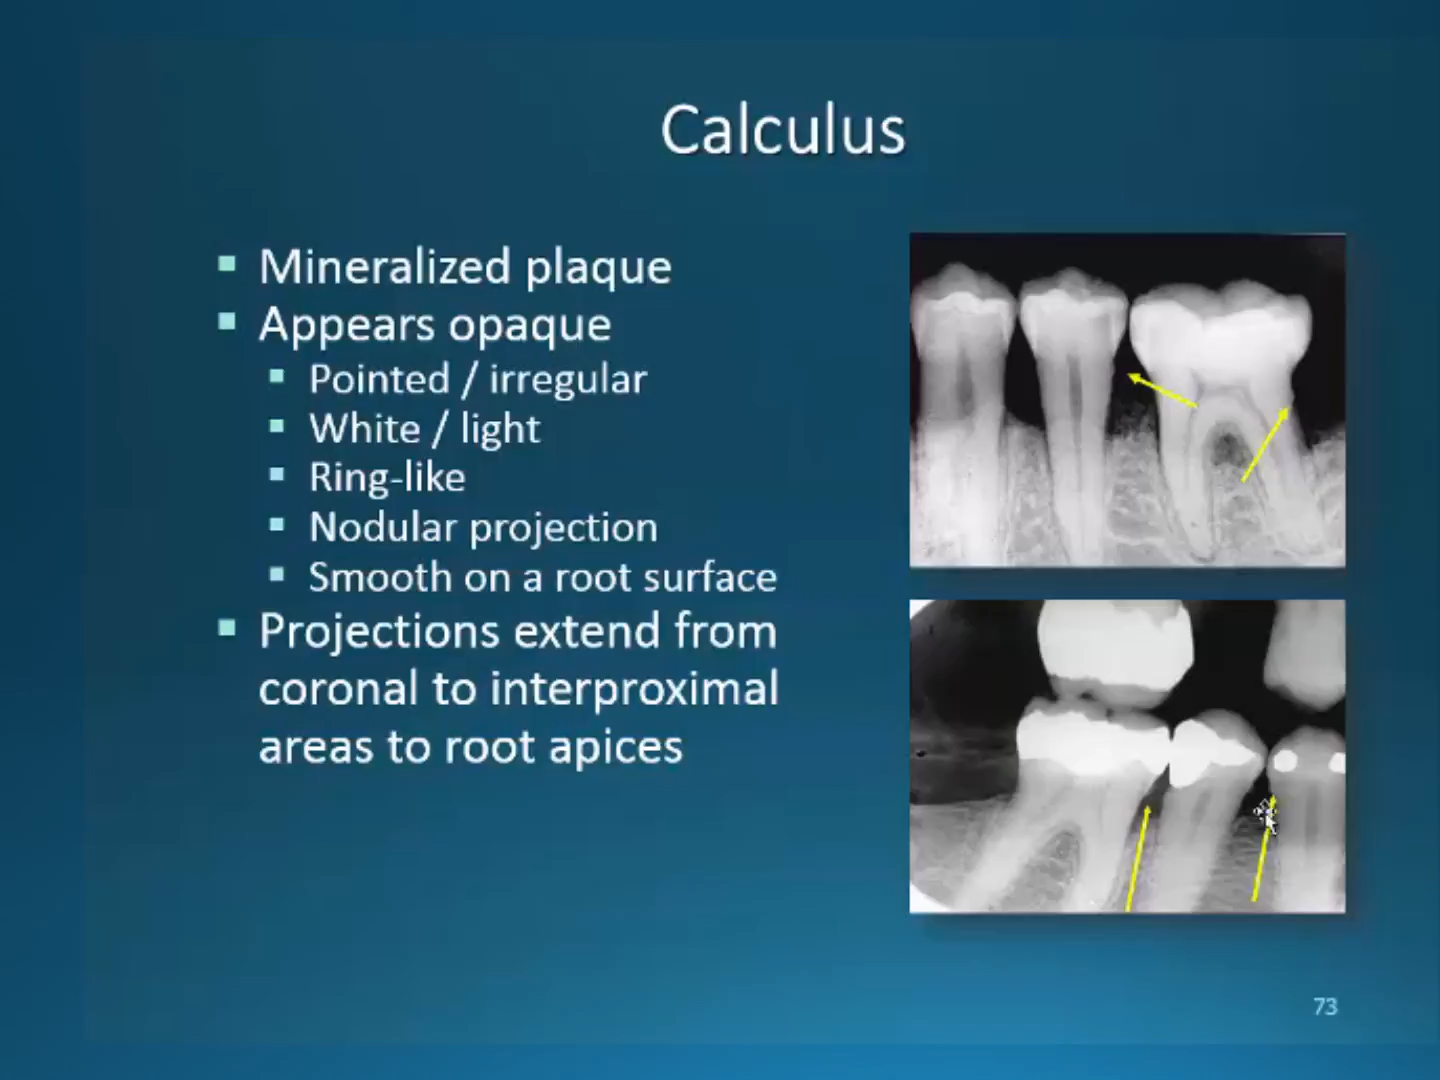 Calculus
Mineralized plaque
Appears opaque
Pointed / irregular
White / light
Ring-like
Nodular projection
Smooth on a root surface
Projections extend from
coronal to interproximal
areas to root apices
73